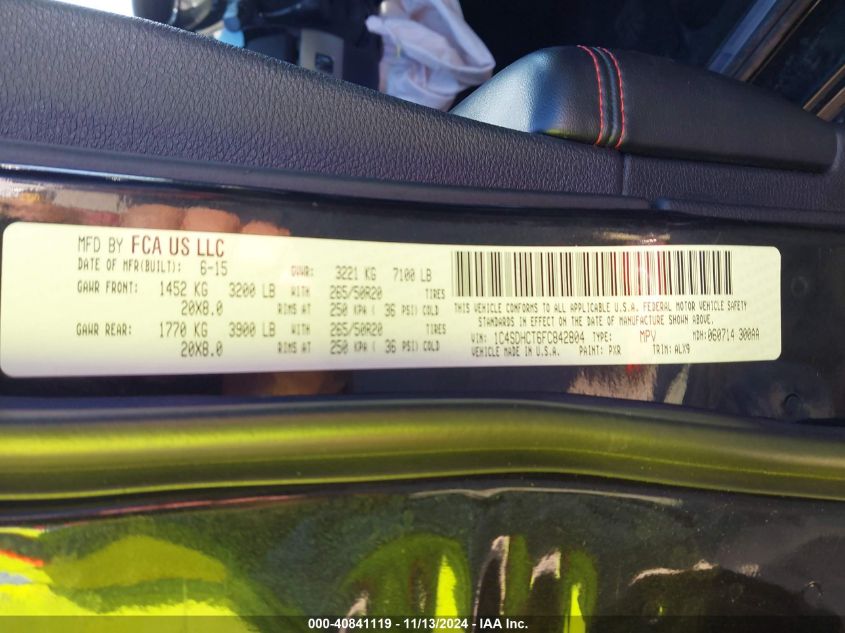 MFD BY FCA US LLC
DATE OF MFR(BUILT): 6-15 GVWR: 3221 KG 7100 LB
GAWR FRONT: 1452 KG 3200 LB WITH 265/50R20 TIRES
20X8.0 RIMS AT 250 KPA ( 36 PSI) COLD
GAWR REAR: 1770 KG 3900 LB WITH 265/50R20 TIRES
20X8.0 RIMS AT 250 KPA ( 36 PSI) COLD
THIS VEHICLE CONFORMS TO ALL APPLICABLE U.S.A. FEDERAL MOTOR VEHICLE SAFETY
STANDARDS IN EFFECT ON THE DATE OF MANUFACTURE SHOWN ABOVE.
VIN: 1C4SDHCT6FC842804 TYPE: MPV MDH: 060714 300AA
VEHICLE MADE IN U.S.A. PAINT: PXR TRIM: ALX9
000-40841119 - 11/13/2024 - IAA Inc.